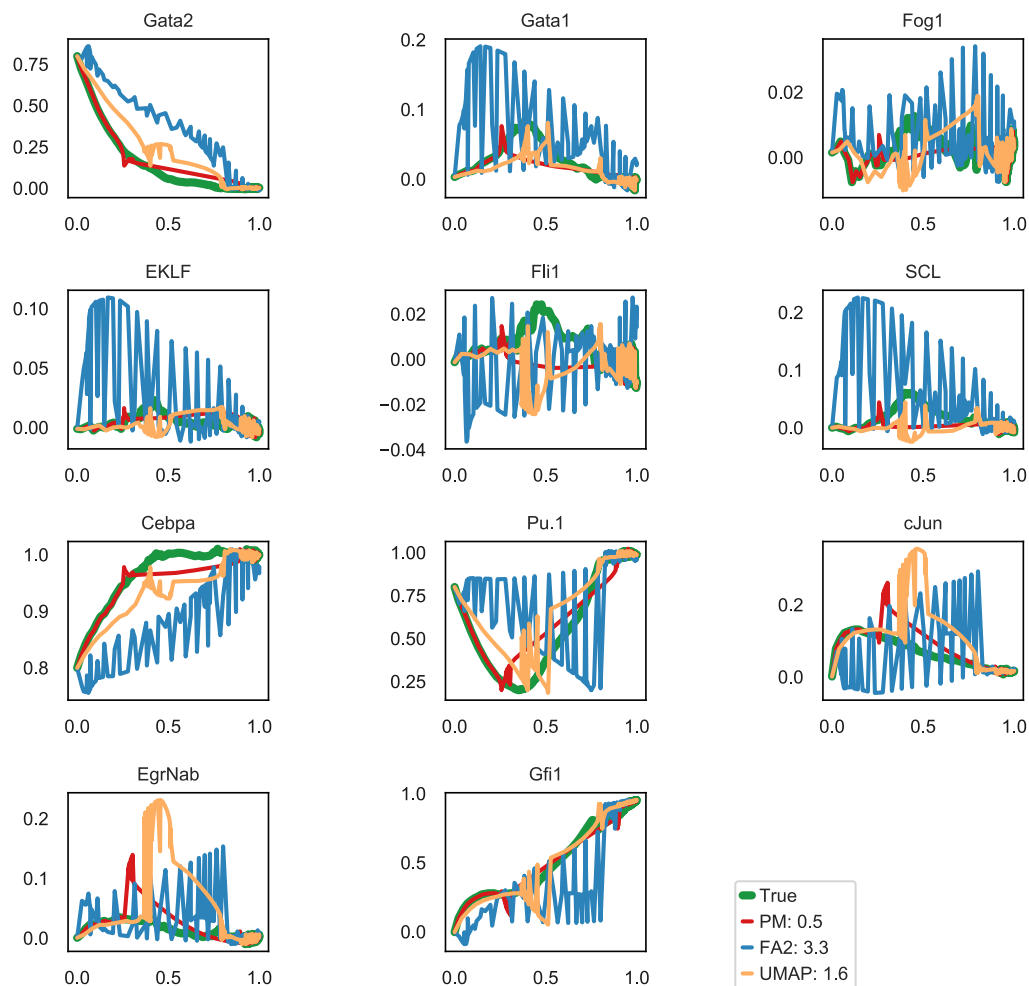 Gata2 Gata1 Fog1
0.75
0.50
0.25
0.00
0.0 0.5 1.0
0.2
0.1
0.0
0.0 0.5 1.0
0.02
0.00
0.0 0.5 1.0
EKLF Fli1 SCL
0.10
0.05
0.00
0.0 0.5 1.0
0.02
0.00
−0.02
−0.04
0.0 0.5 1.0
0.2
0.1
0.0
0.0 0.5 1.0
Cebpa Pu.1 cJun
1.0
0.9
0.8
0.0 0.5 1.0
1.00
0.75
0.50
0.25
0.0 0.5 1.0
0.2
0.0
0.0 0.5 1.0
EgrNab Gfi1
0.2
0.1
0.0
0.0 0.5 1.0
1.0
0.5
0.0
0.0 0.5 1.0
True
PM: 0.5
FA2: 3.3
UMAP: 1.6